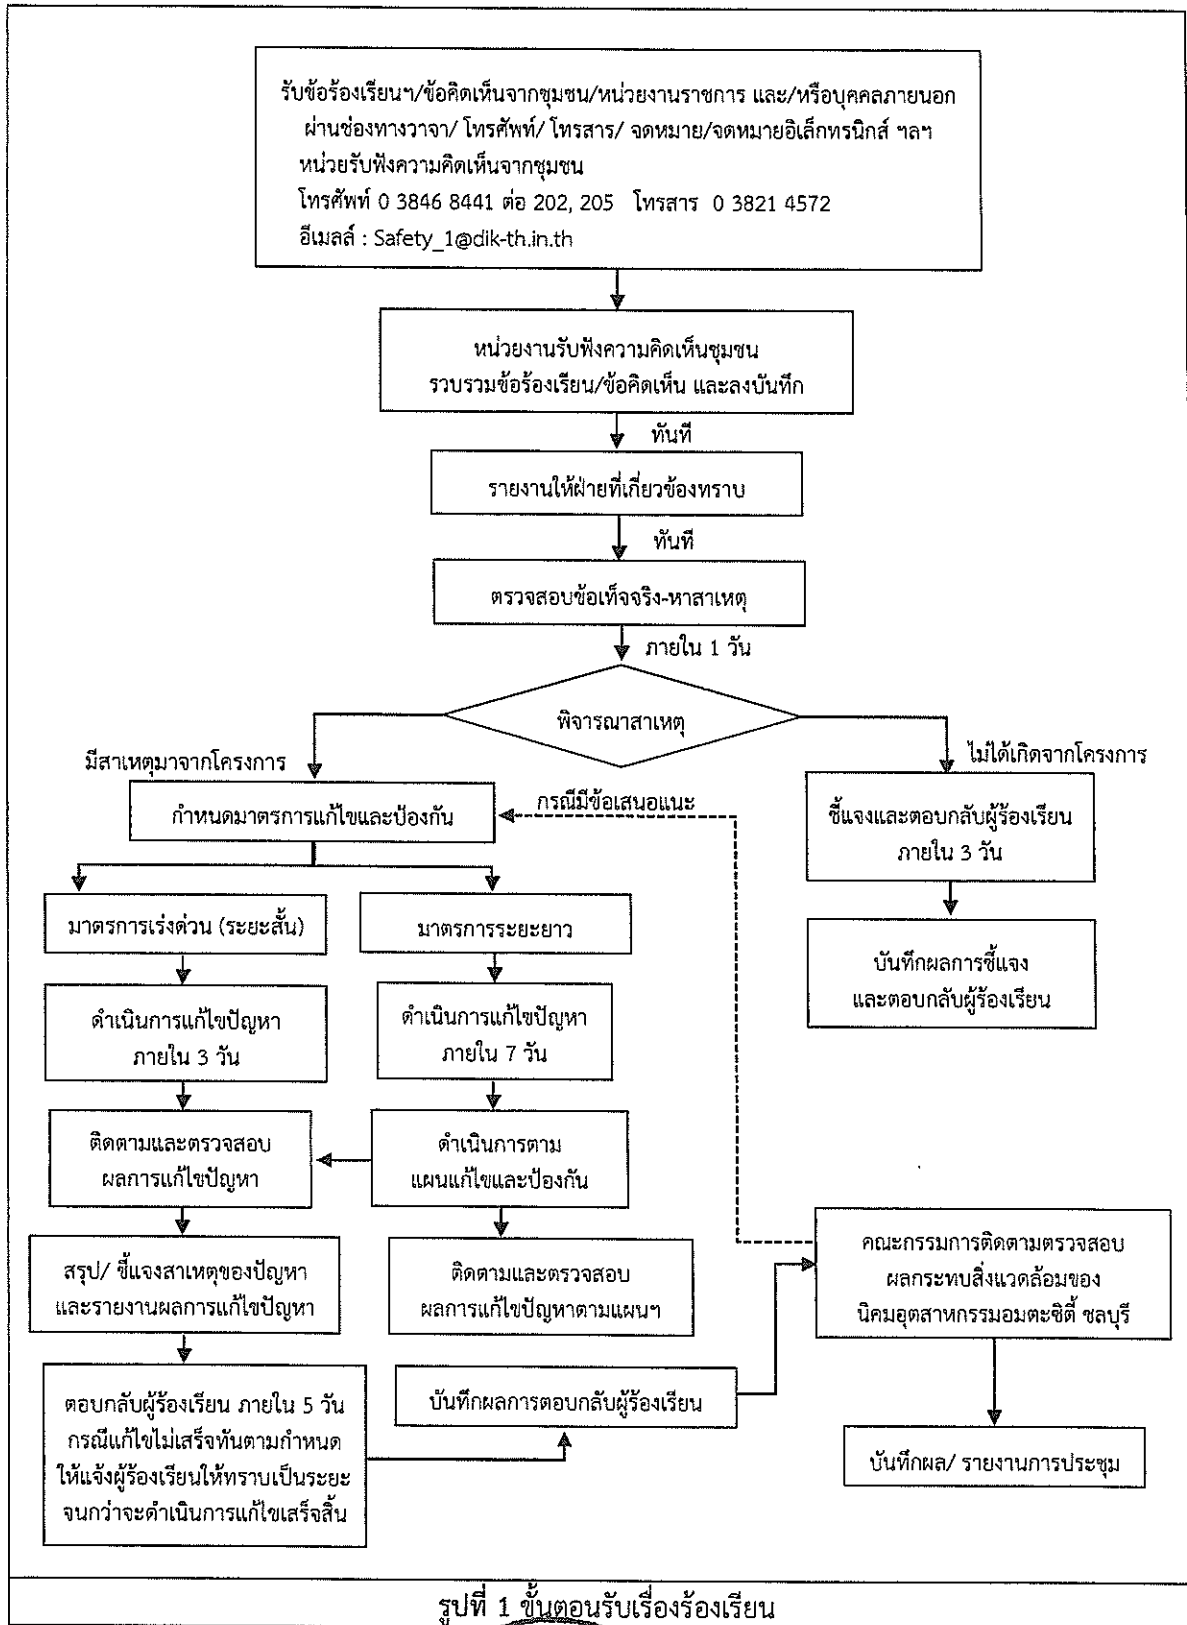 รับข้อร้องเรียนฯ/ข้อคิดเห็นจากชุมชน/หน่วยงานราชการ และ/หรือบุคคลภายนอก
ผ่านช่องทางวาจา/ โทรศัพท์/ โทรสาร/ จดหมาย/จดหมายอิเล็กทรนิกส์ ฯลฯ
หน่วยรับฟังความคิดเห็นจากชุมชน
โทรศัพท์ 0 3846 8441 ต่อ 202, 205 โทรสาร 0 3821 4572
อีเมลล์ : Safety_1@dik-th.in.th
หน่วยงานรับฟังความคิดเห็นชุมชน
รวบรวมข้อร้องเรียน/ข้อคิดเห็น และลงบันทึก
ทันที
รายงานให้ฝ่ายที่เกี่ยวข้องทราบ
ทันที
ตรวจสอบข้อเท็จจริง-หาสาเหตุ
ภายใน 1 วัน
พิจารณาสาเหตุ
มีสาเหตุมาจากโครงการ
ไม่ได้เกิดจากโครงการ
กำหนดมาตรการแก้ไขและป้องกัน
กรณีมีข้อเสนอแนะ
ชี้แจงและตอบกลับผู้ร้องเรียน
ภายใน 3 วัน
มาตรการเร่งด่วน (ระยะสั้น)
มาตรการระยะยาว
บันทึกผลการชี้แจง
และตอบกลับผู้ร้องเรียน
ดำเนินการแก้ไขปัญหา
ภายใน 3 วัน
ดำเนินการแก้ไขปัญหา
ภายใน 7 วัน
ติดตามและตรวจสอบ
ผลการแก้ไขปัญหา
ดำเนินการตาม
แผนแก้ไขและป้องกัน
สรุป/ ชี้แจงสาเหตุของปัญหา
และรายงานผลการแก้ไขปัญหา
ติดตามและตรวจสอบ
ผลการแก้ไขปัญหาตามแผนฯ
คณะกรรมการติดตามตรวจสอบ
ผลกระทบสิ่งแวดล้อมของ
นิคมอุตสาหกรรมอมตะซิตี้ ชลบุรี
ตอบกลับผู้ร้องเรียน ภายใน 5 วัน
กรณีแก้ไขไม่เสร็จทันตามกำหนด
ให้แจ้งผู้ร้องเรียนให้ทราบเป็นระยะ
จนกว่าจะดำเนินการแก้ไขเสร็จสิ้น
บันทึกผลการตอบกลับผู้ร้องเรียน
บันทึกผล/ รายงานการประชุม
รูปที่ 1 ขั้นตอนรับเรื่องร้องเรียน